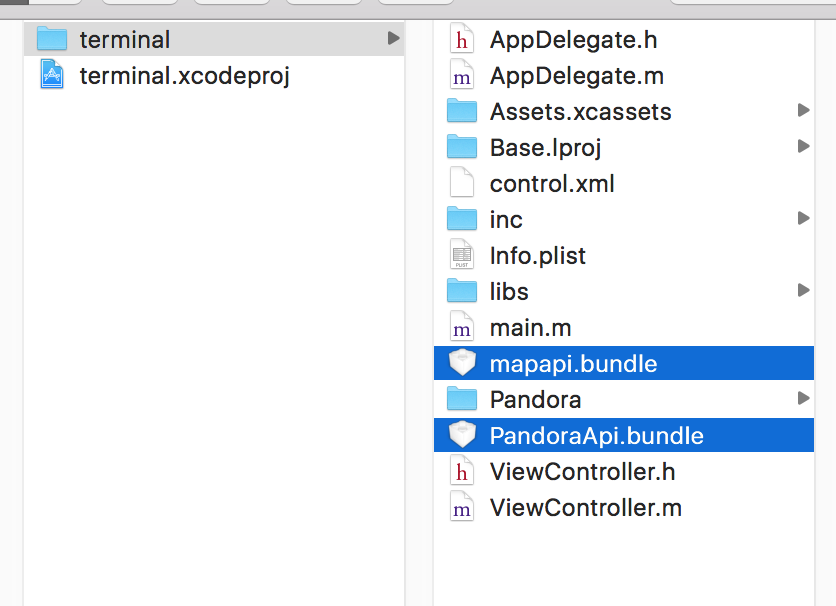 terminal
terminal.xcodeproj
AppDelegate.h
AppDelegate.m
Assets.xcassets
Base.lproj
control.xml
inc
Info.plist
libs
main.m
mapapi.bundle
Pandora
PandoraApi.bundle
ViewController.h
ViewController.m